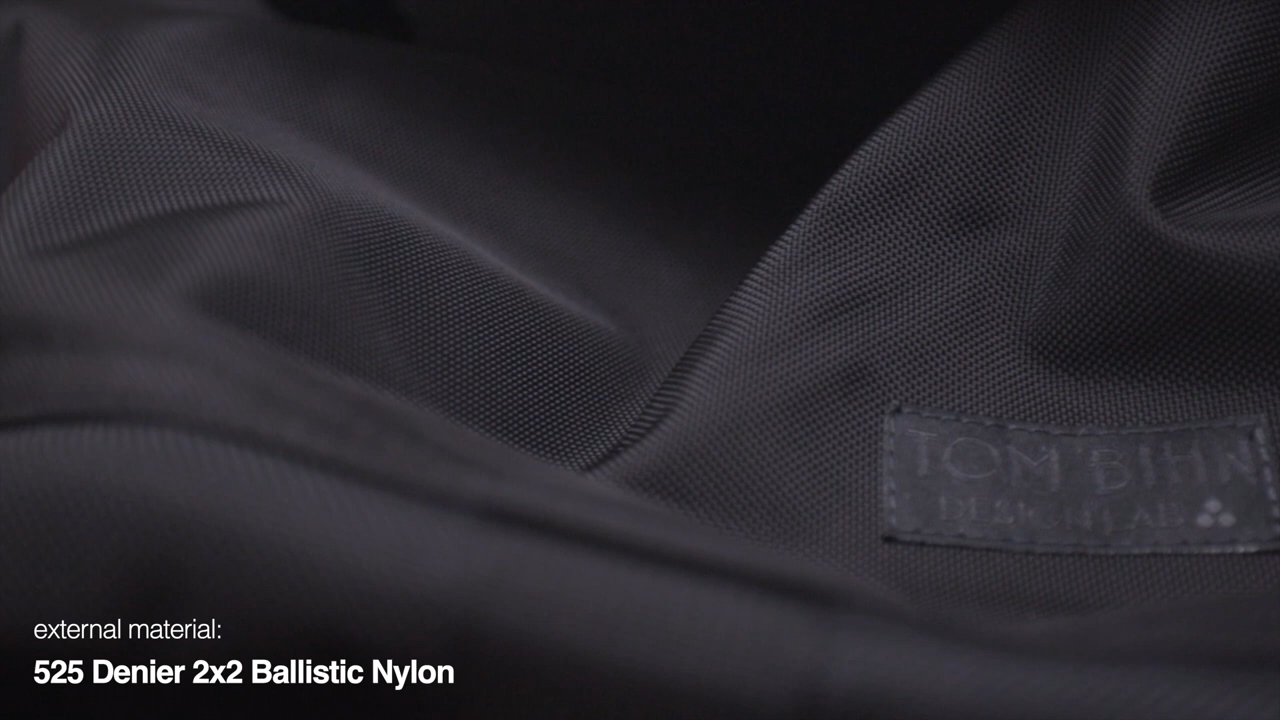 TOM BIHN
DESIGN LAB
external material:
525 Denier 2x2 Ballistic Nylon